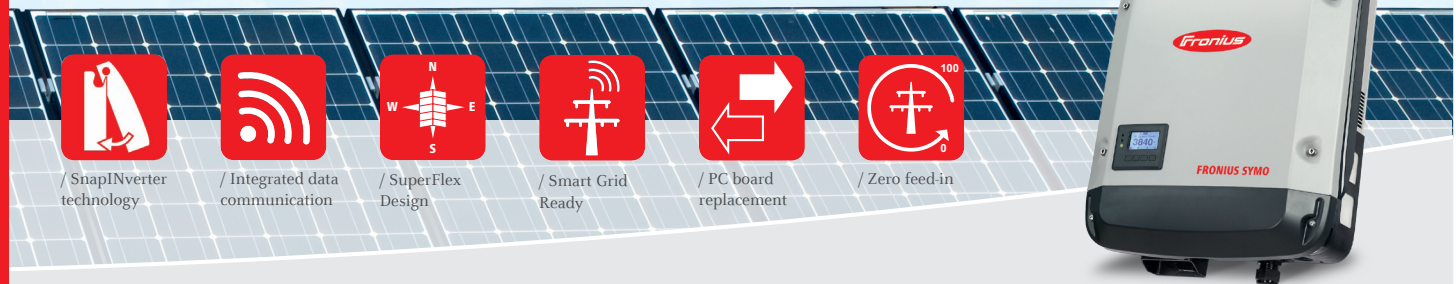 Fronius
N
W E
S
100
0
3840
/ SnapINverter
technology
/ Integrated data
communication
/ SuperFlex
Design
/ Smart Grid
Ready
/ PC board
replacement
/ Zero feed-in
FRONIUS SYMO